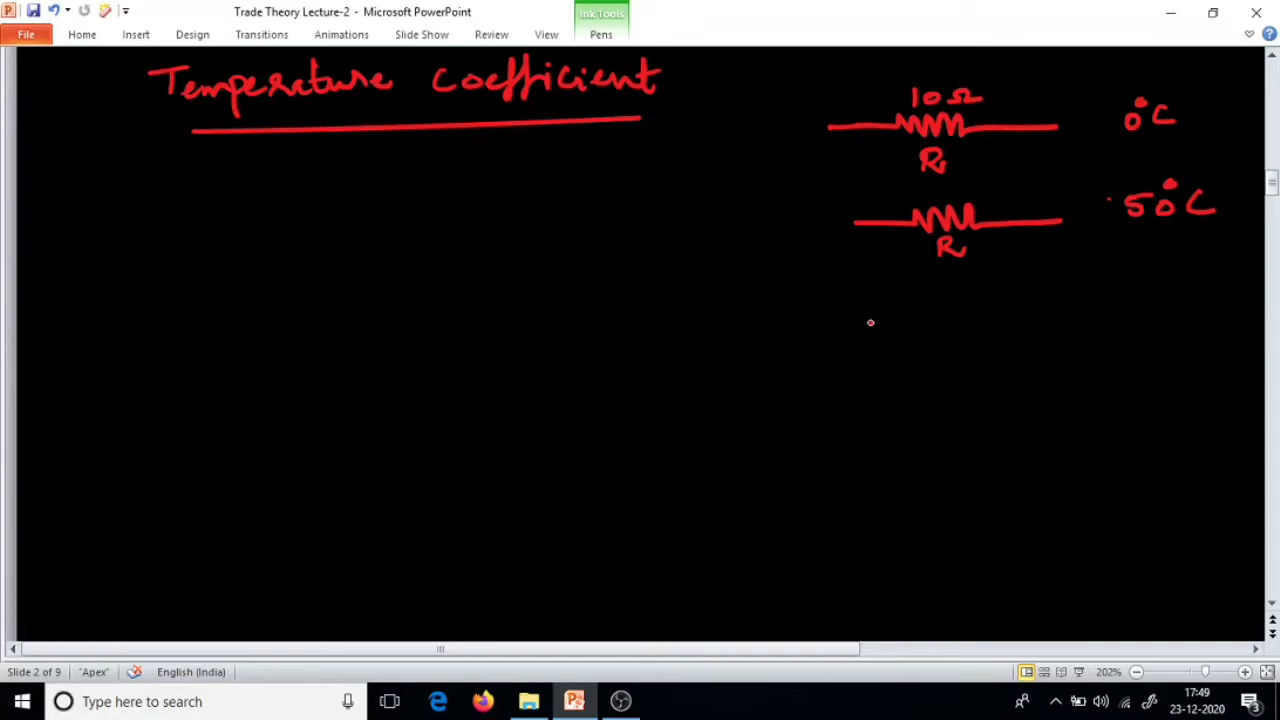 Trade Theory Lecture-2 - Microsoft PowerPoint
Ink Tools
File Home Insert Design Transitions Animations Slide Show Review View Pens
Temperature Coefficient
10 Ω
0°C
R
50°C
R
Slide 2 of 9 "Apex" English (India) 202%
Type here to search
17:49
23-12-2020
3